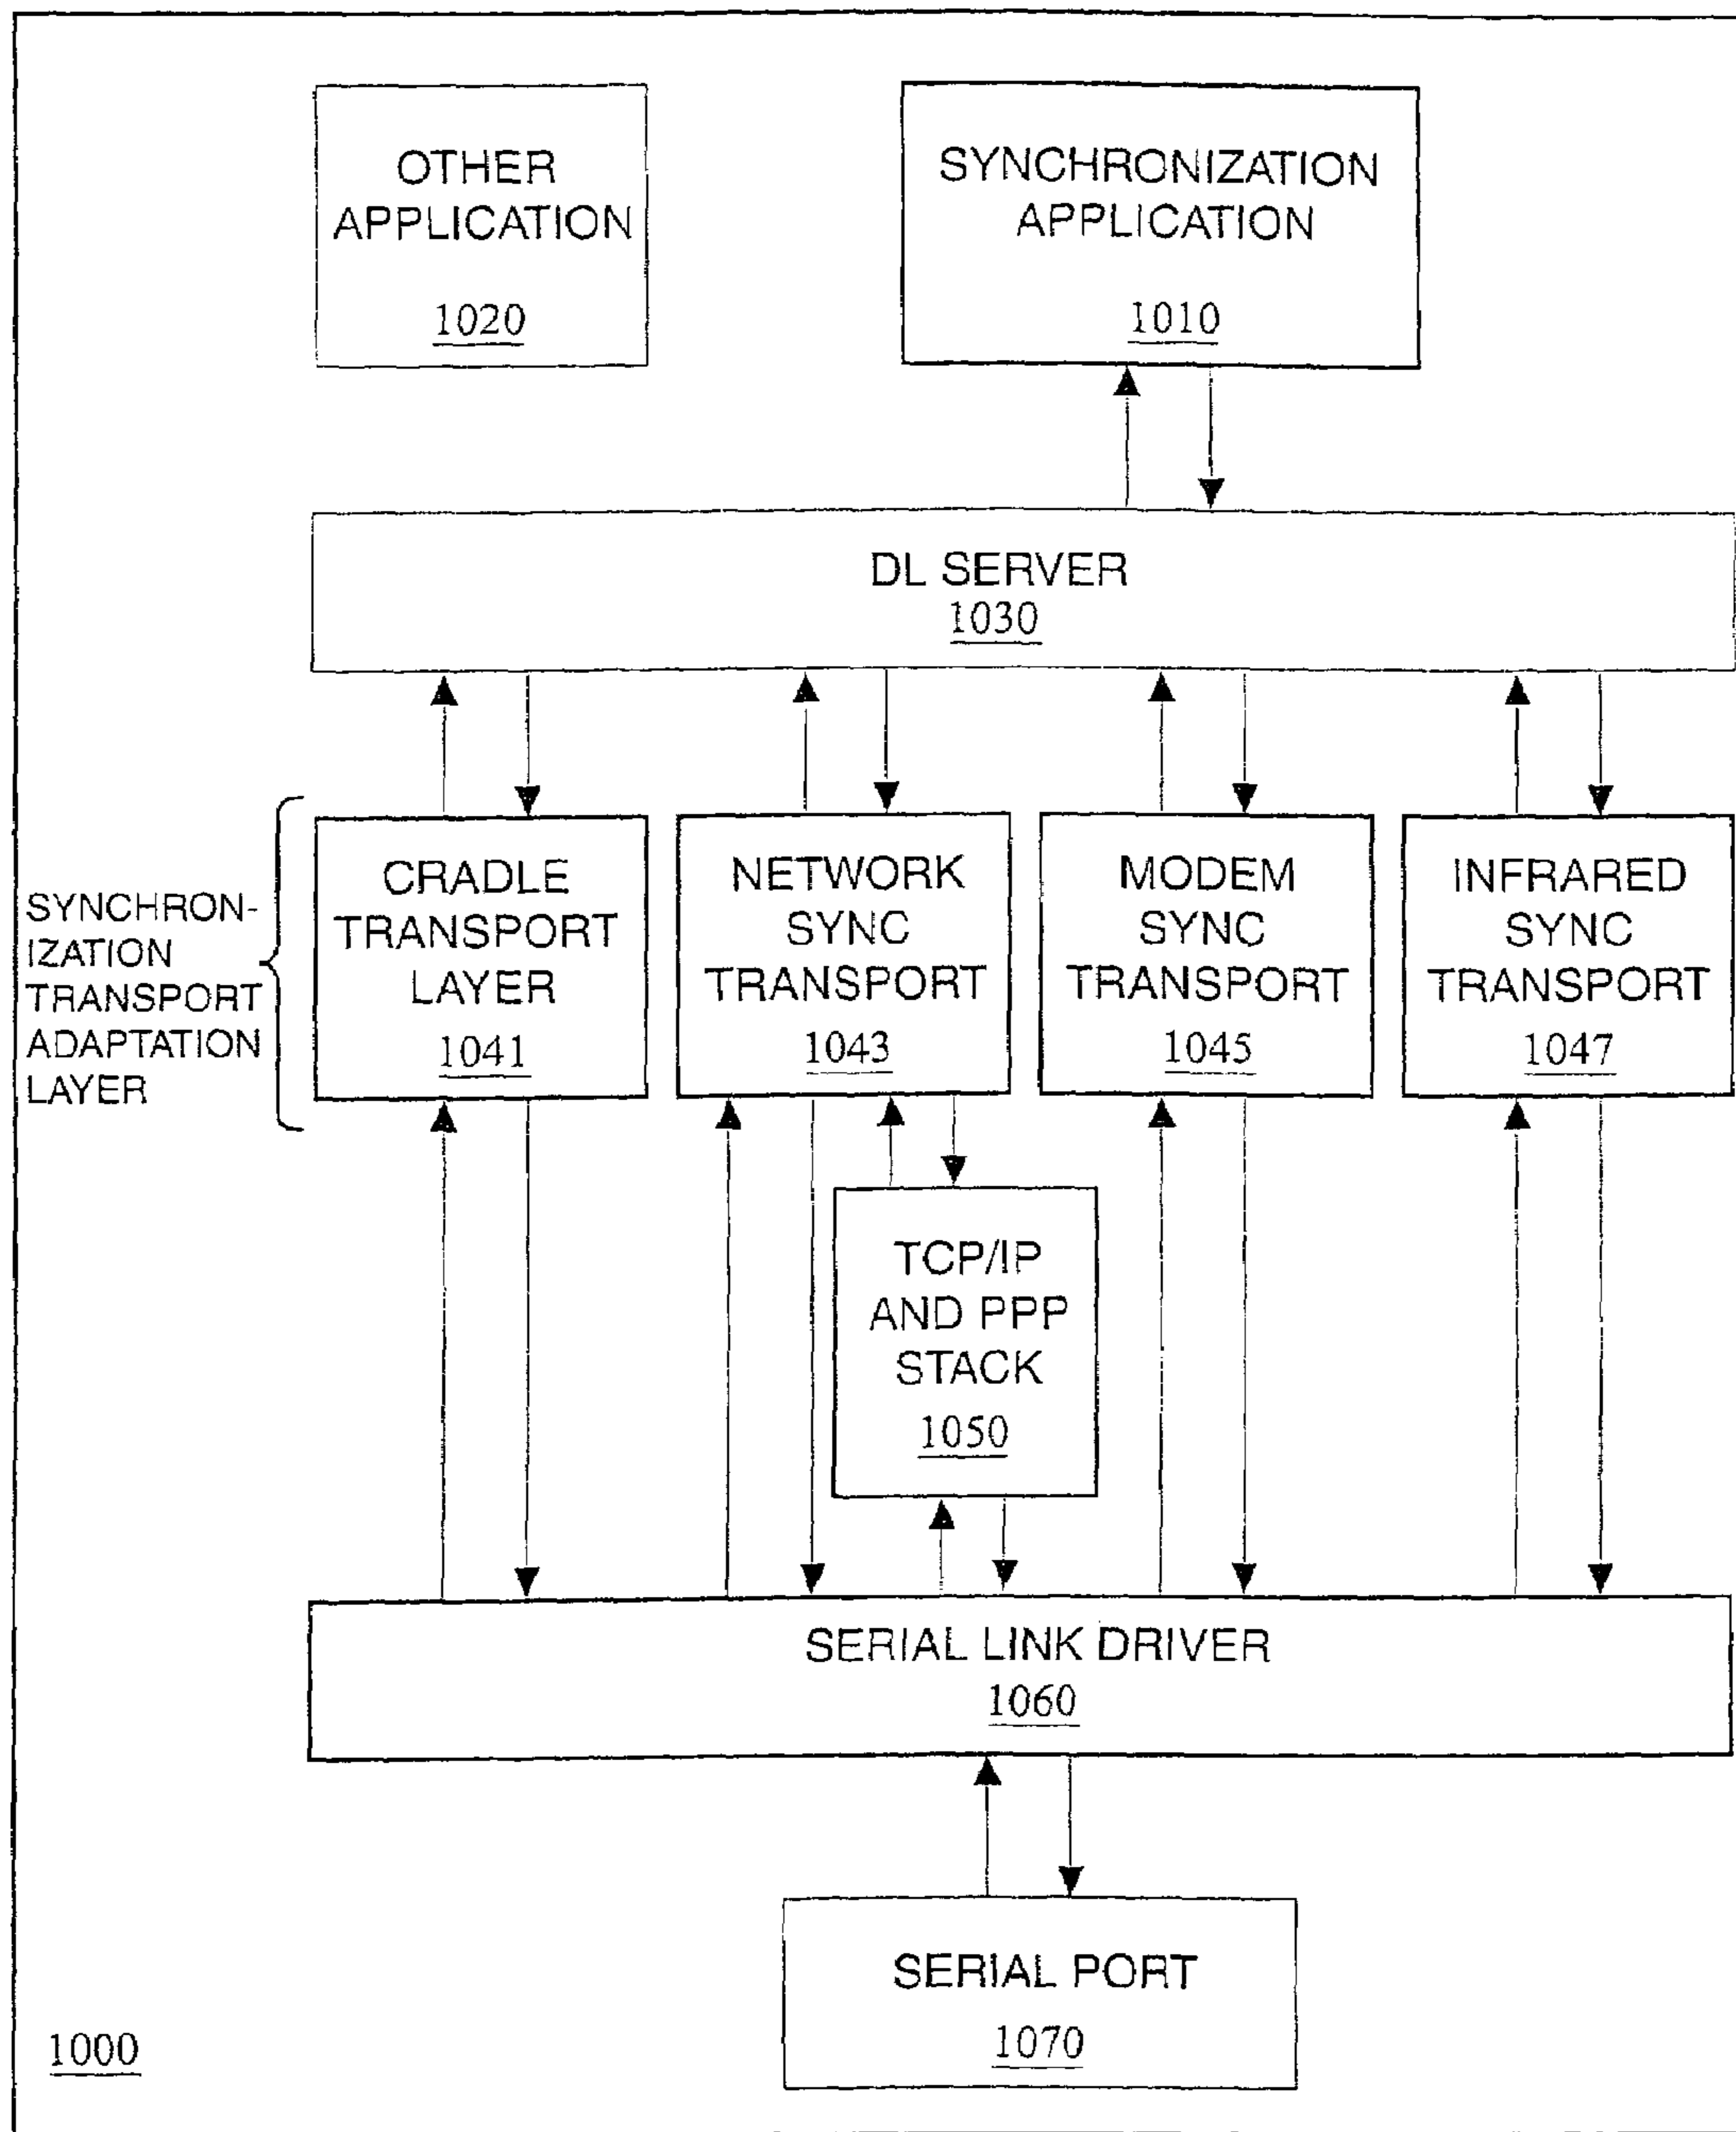 OTHER
APPLICATION
1020
SYNCHRONIZATION
APPLICATION
1010
DL SERVER
1030
SYNCHRON-
IZATION
TRANSPORT
ADAPTATION
LAYER
CRADLE
TRANSPORT
LAYER
1041
NETWORK
SYNC
TRANSPORT
1043
MODEM
SYNC
TRANSPORT
1045
INFRARED
SYNC
TRANSPORT
1047
TCP/IP
AND PPP
STACK
1050
SERIAL LINK DRIVER
1060
SERIAL PORT
1070
1000